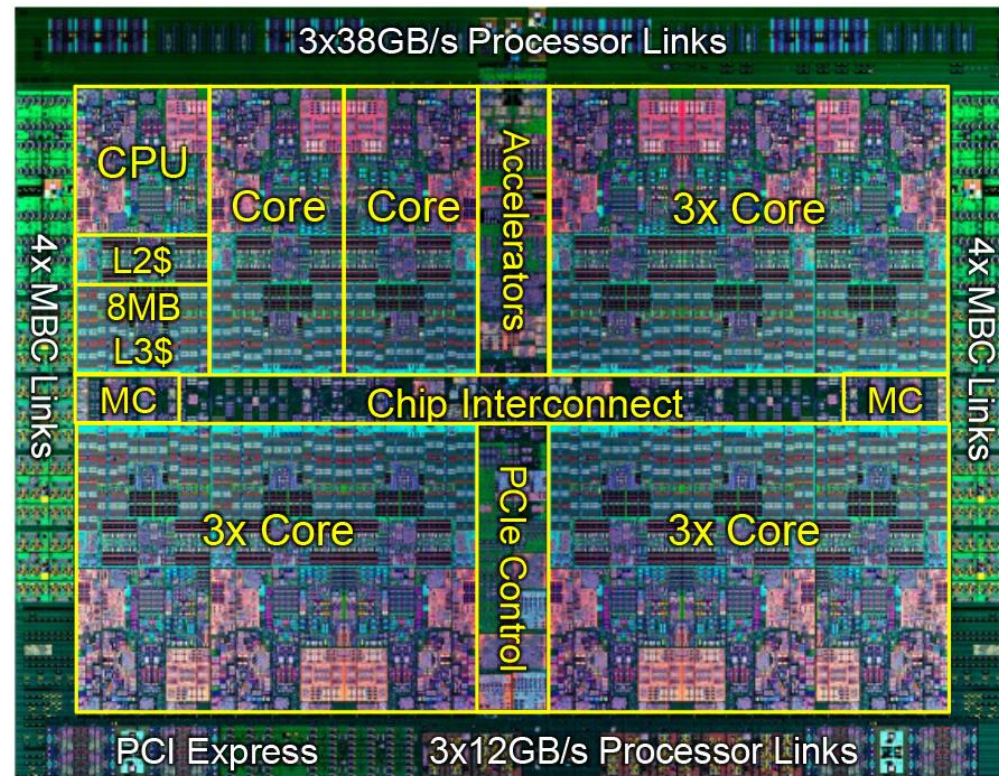 3x38GB/s Processor Links
CPU
Core
Core
Accelerators
3x Core
L2$
8MB
L3$
4x MBC Links
4x MBC Links
MC
Chip Interconnect
MC
3x Core
PCIe Control
3x Core
PCI Express
3x12GB/s Processor Links